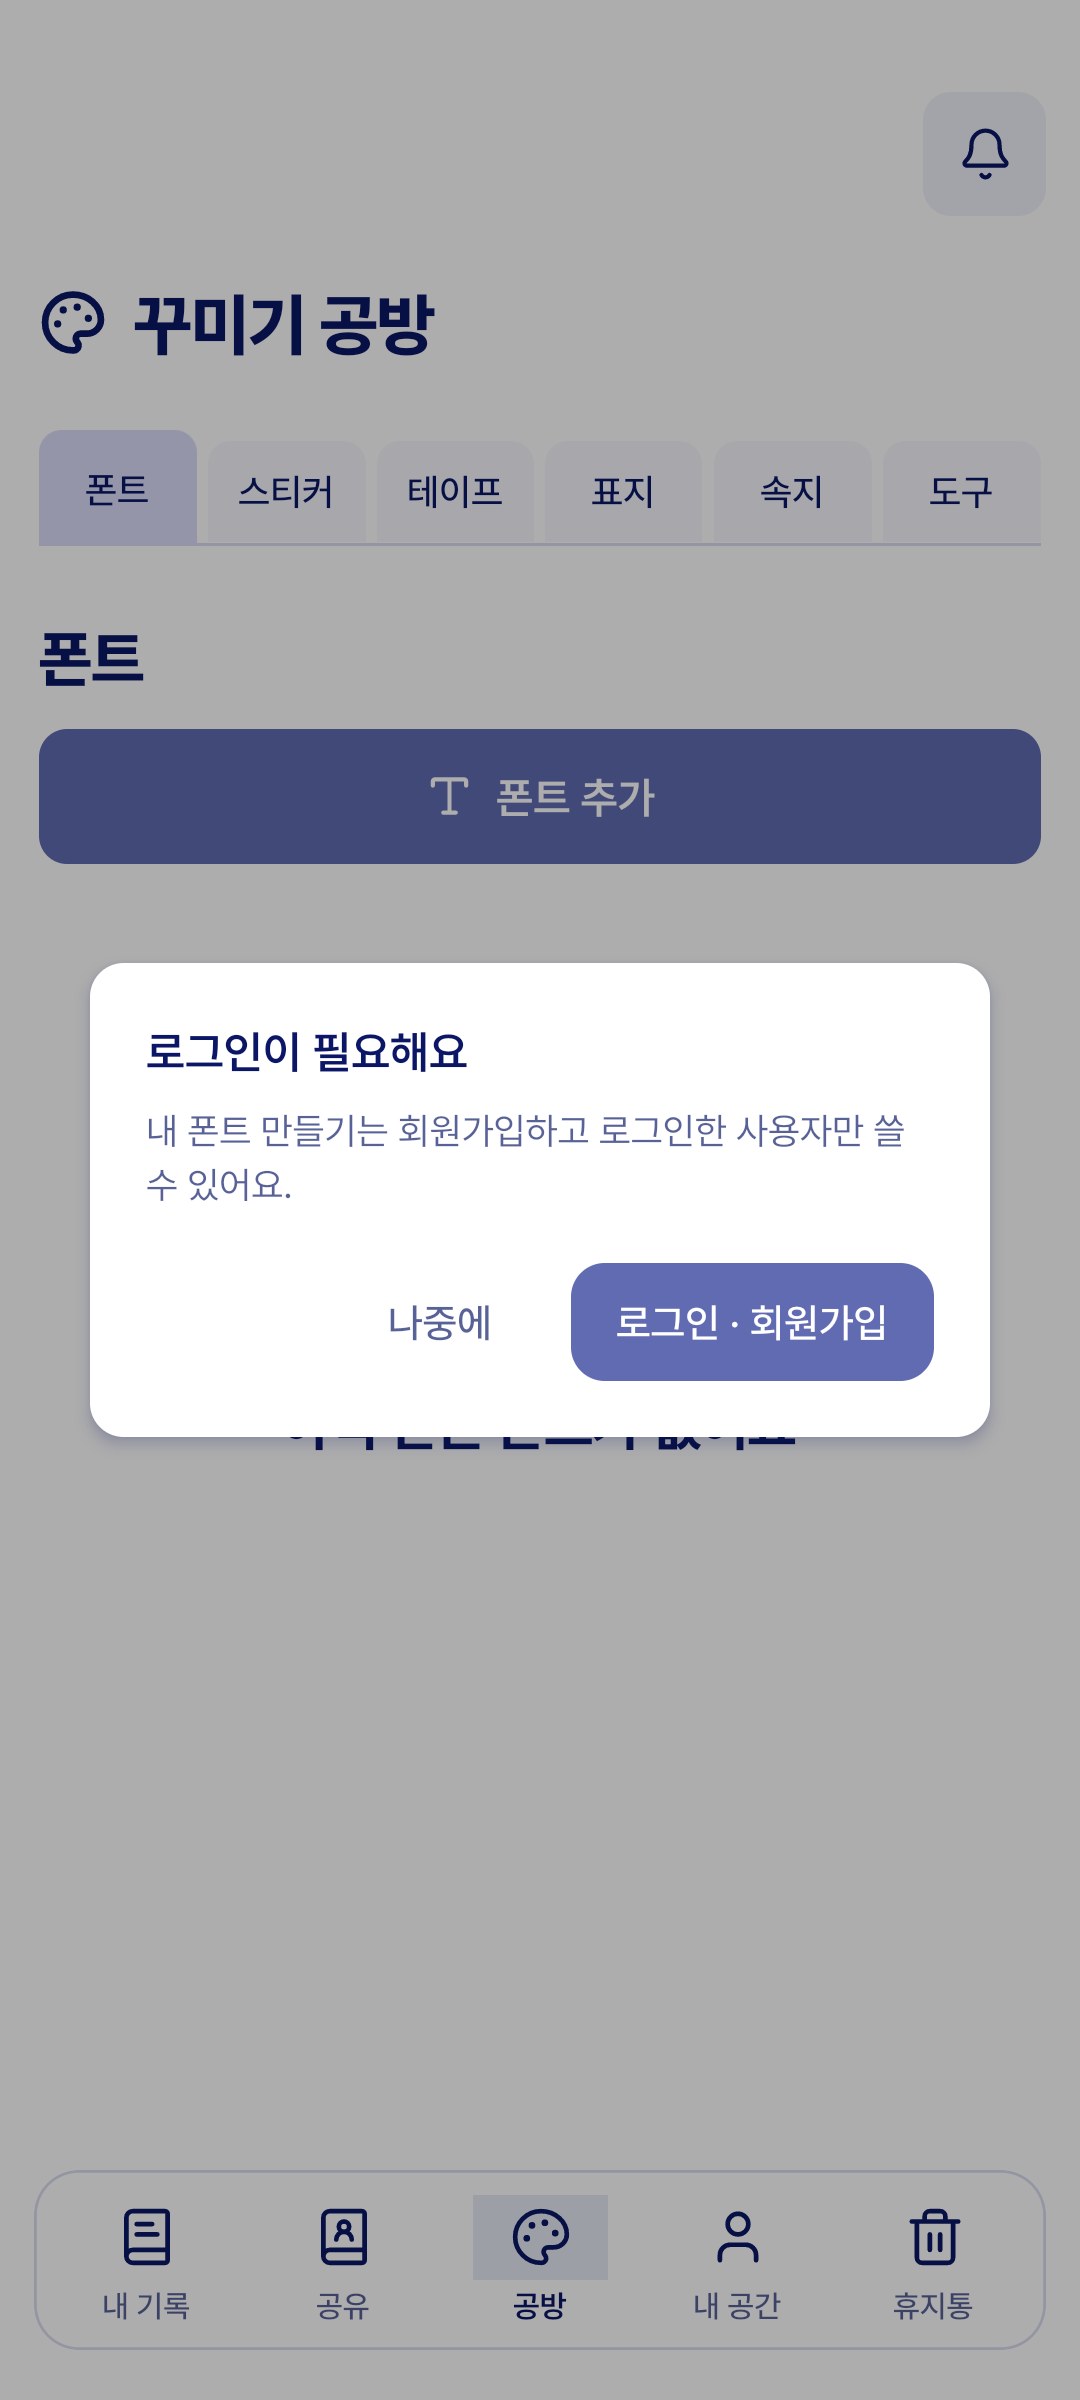 꾸미기 공방
폰트
스티커
테이프
표지
속지
도구
폰트
폰트 추가
로그인이 필요해요
내 폰트 만들기는 회원가입하고 로그인한 사용자만 쓸
수 있어요.
나중에
로그인 · 회원가입
내 기록
공유
공방
내 공간
휴지통